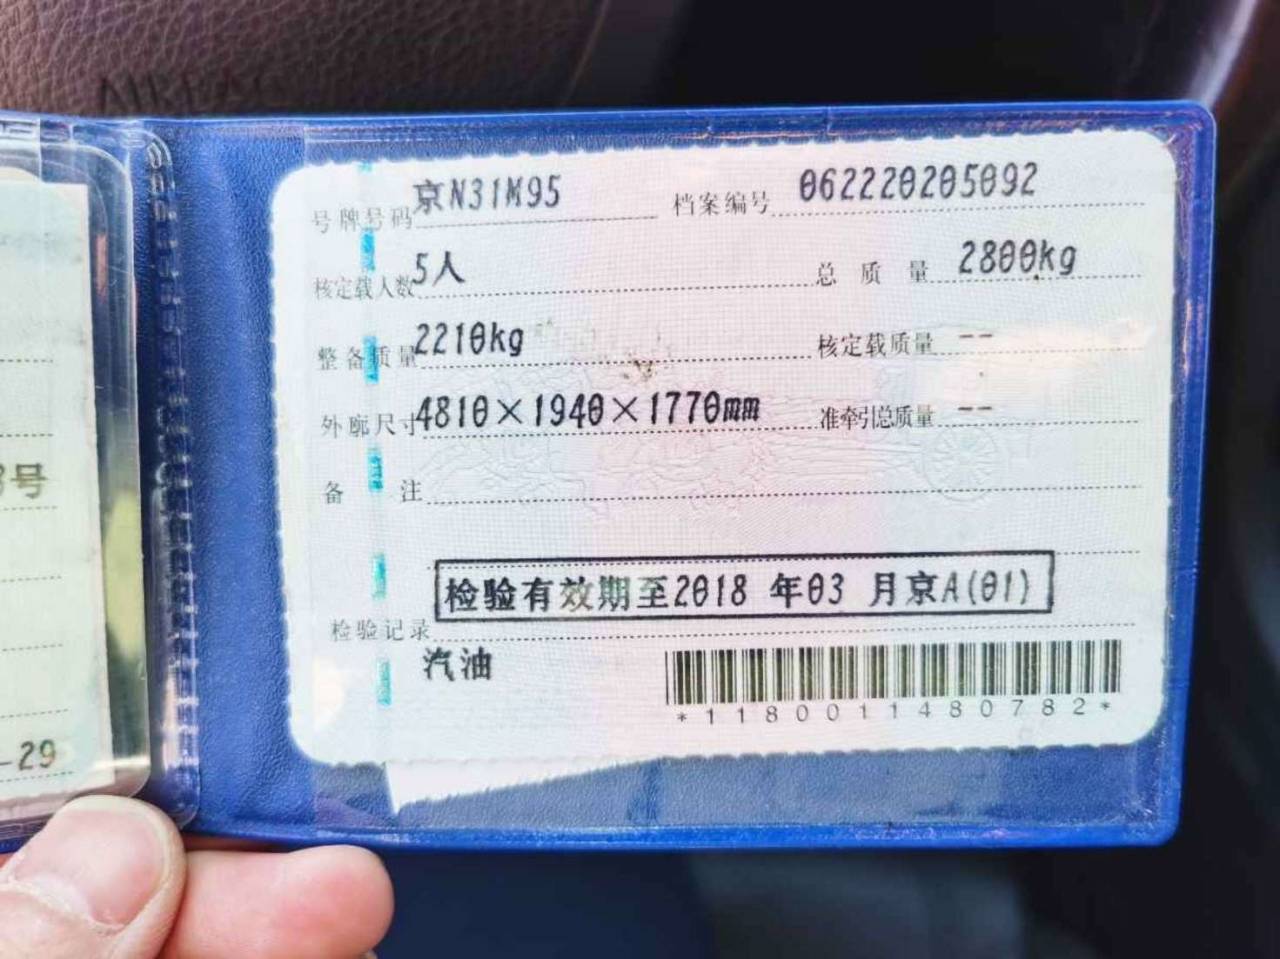 AIRBAG
号牌号码 京N31M95 档案编号 062220205092
核定载人数 5人 总质量 2800kg
整备质量 2210kg 核定载质量 --
外廓尺寸 4810×1940×1770mm 准牵引总质量 --
备注
号
检验有效期至2018 年03 月京A(01)
检验记录
汽油
*1180011480782*
-29